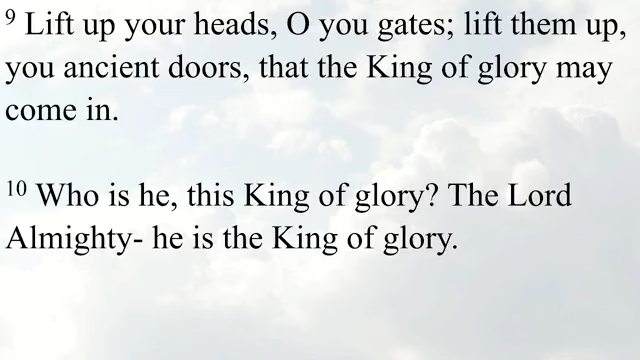 9 Lift up your heads, O you gates; lift them up,
you ancient doors, that the King of glory may
come in.
10 Who is he, this King of glory? The Lord
Almighty- he is the King of glory.